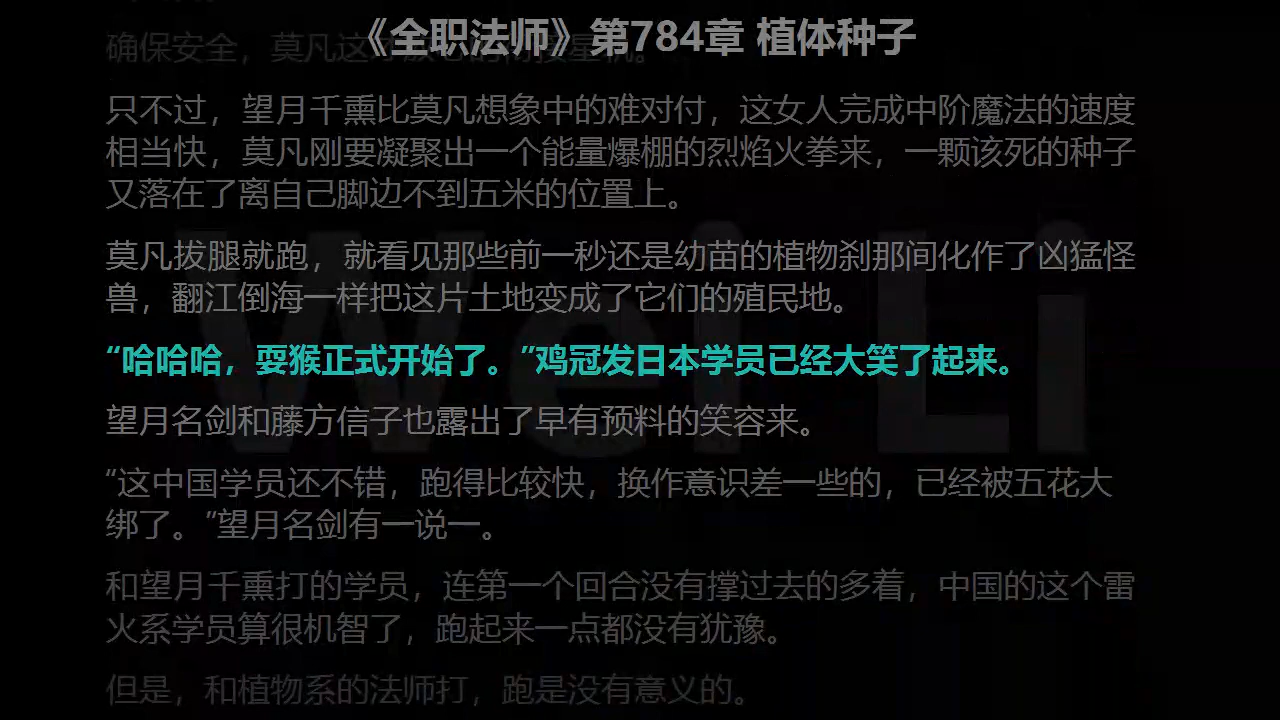 《全职法师》第784章 植体种子
确保安全，莫凡这才放心的衔接星轨。
只不过，望月千熏比莫凡想象中的难对付，这女人完成中阶魔法的速度
相当快，莫凡刚要凝聚出一个能量爆棚的烈焰火拳来，一颗该死的种子
又落在了离自己脚边不到五米的位置上。
莫凡拔腿就跑，就看见那些前一秒还是幼苗的植物刹那间化作了凶猛怪
兽，翻江倒海一样把这片土地变成了它们的殖民地。
“哈哈哈，耍猴正式开始了。”鸡冠发日本学员已经大笑了起来。
望月名剑和藤方信子也露出了早有预料的笑容来。
“这中国学员还不错，跑得比较快，换作意识差一些的，已经被五花大
绑了。”望月名剑有一说一。
和望月千熏打的学员，连第一个回合没有撑过去的多着，中国的这个雷
火系学员算很机智了，跑起来一点都没有犹豫。
但是，和植物系的法师打，跑是没有意义的。
Wei Li